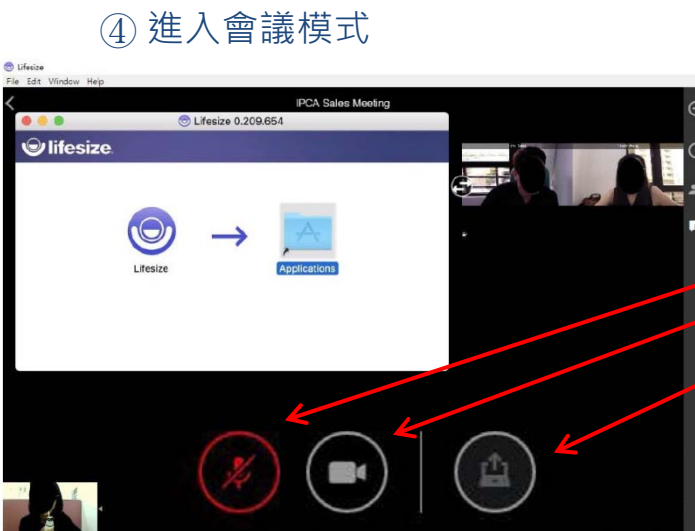 ④ 進入會議模式
Lifesize
File Edit Window Help
IPCA Sales Meeting
Lifesize 0.209.654
lifesize
Lifesize
Applications